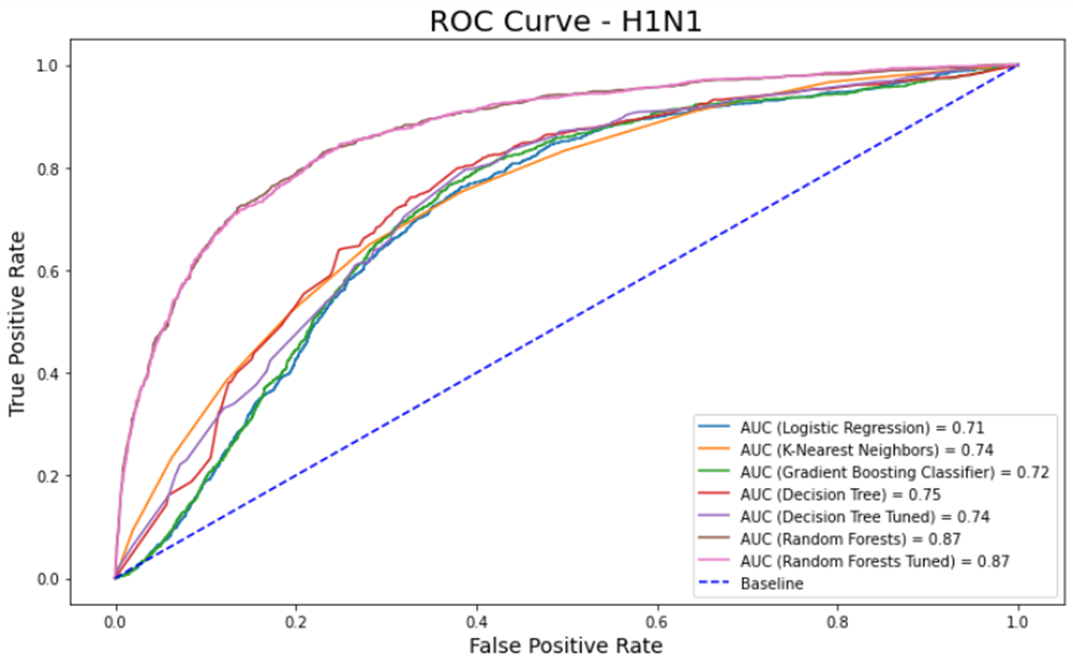 ROC Curve - H1N1
True Positive Rate
1.0
0.8
0.6
0.4
0.2
0.0
AUC (Logistic Regression) = 0.71
AUC (K-Nearest Neighbors) = 0.74
AUC (Gradient Boosting Classifier) = 0.72
AUC (Decision Tree) = 0.75
AUC (Decision Tree Tuned) = 0.74
AUC (Random Forests) = 0.87
AUC (Random Forests Tuned) = 0.87
Baseline
0.0 0.2 0.4 0.6 0.8 1.0
False Positive Rate